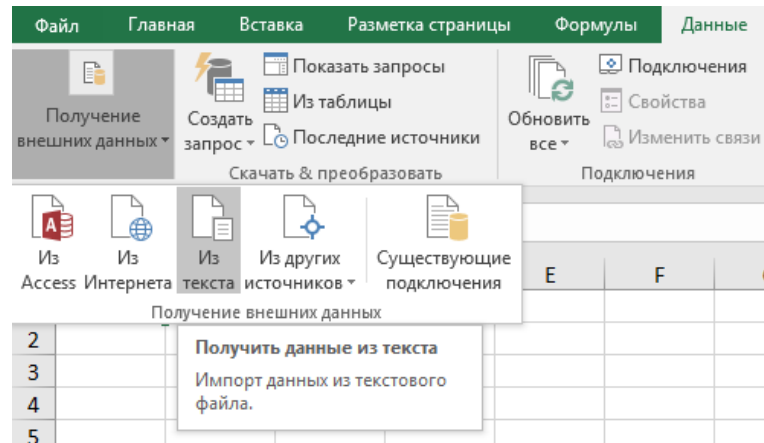 Файл Главная Вставка Разметка страницы Формулы Данные
Получение
внешних данных
Создать
запрос
Показать запросы
Из таблицы
Последние источники
Скачать & преобразовать
Обновить
все
Подключения
Свойства
Изменить связи
Подключения
Из
Access
Из
Интернета
Из
текста
Из других
источников
Существующие
подключения
Получение внешних данных
E F
2
3
4
5
Получить данные из текста
Импорт данных из текстового
файла.